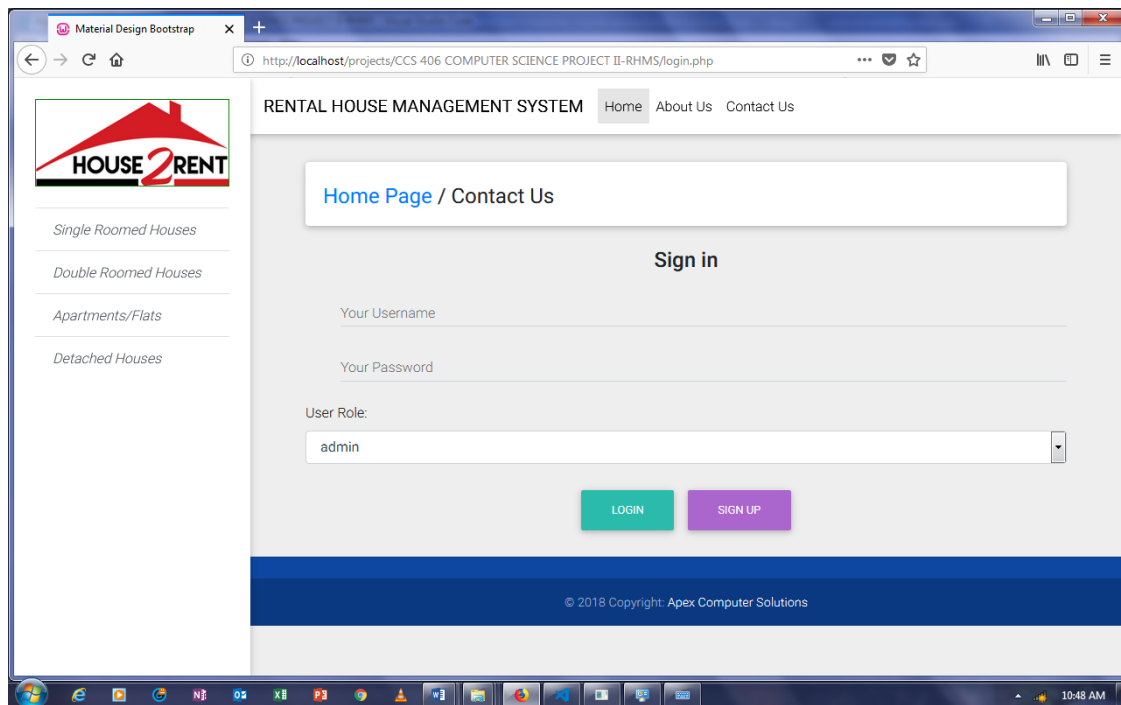 Material Design Bootstrap
http://localhost/projects/CCS 406 COMPUTER SCIENCE PROJECT II-RHMS/login.php
HOUSE2RENT
RENTAL HOUSE MANAGEMENT SYSTEM Home About Us Contact Us
Home Page / Contact Us
Single Roomed Houses
Double Roomed Houses
Apartments/Flats
Detached Houses
Sign in
Your Username
Your Password
User Role:
admin
LOGIN SIGN UP
© 2018 Copyright: Apex Computer Solutions
10:48 AM